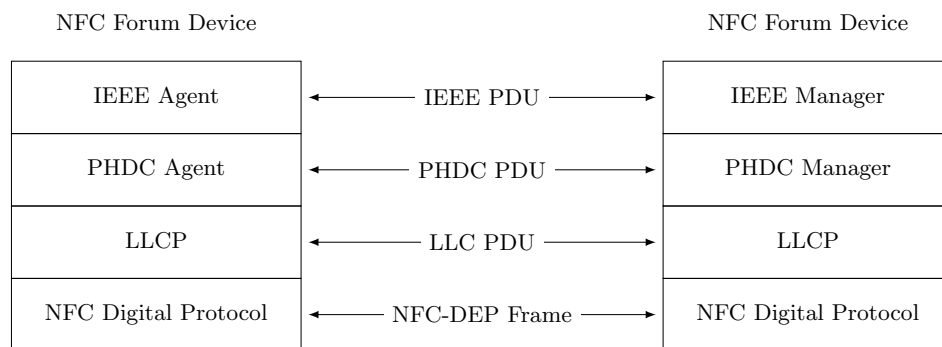 NFC Forum Device NFC Forum Device
IEEE Agent IEEE PDU IEEE Manager
PHDC Agent PHDC PDU PHDC Manager
LLCP LLC PDU LLCP
NFC Digital Protocol NFC-DEP Frame NFC Digital Protocol